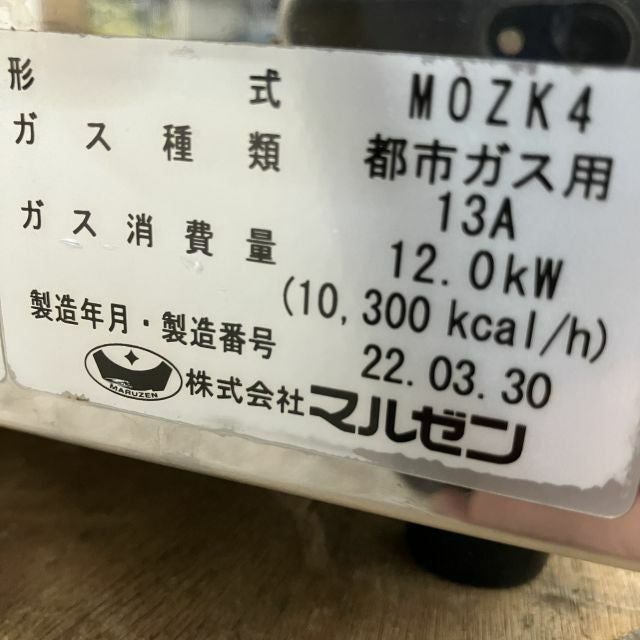 形式 MOZK4
ガス種類 都市ガス用
13A
ガス消費量 12.0kW
(10,300 kcal/h)
製造年月・製造番号 22.03.30
MARUZEN 株式会社マルゼン